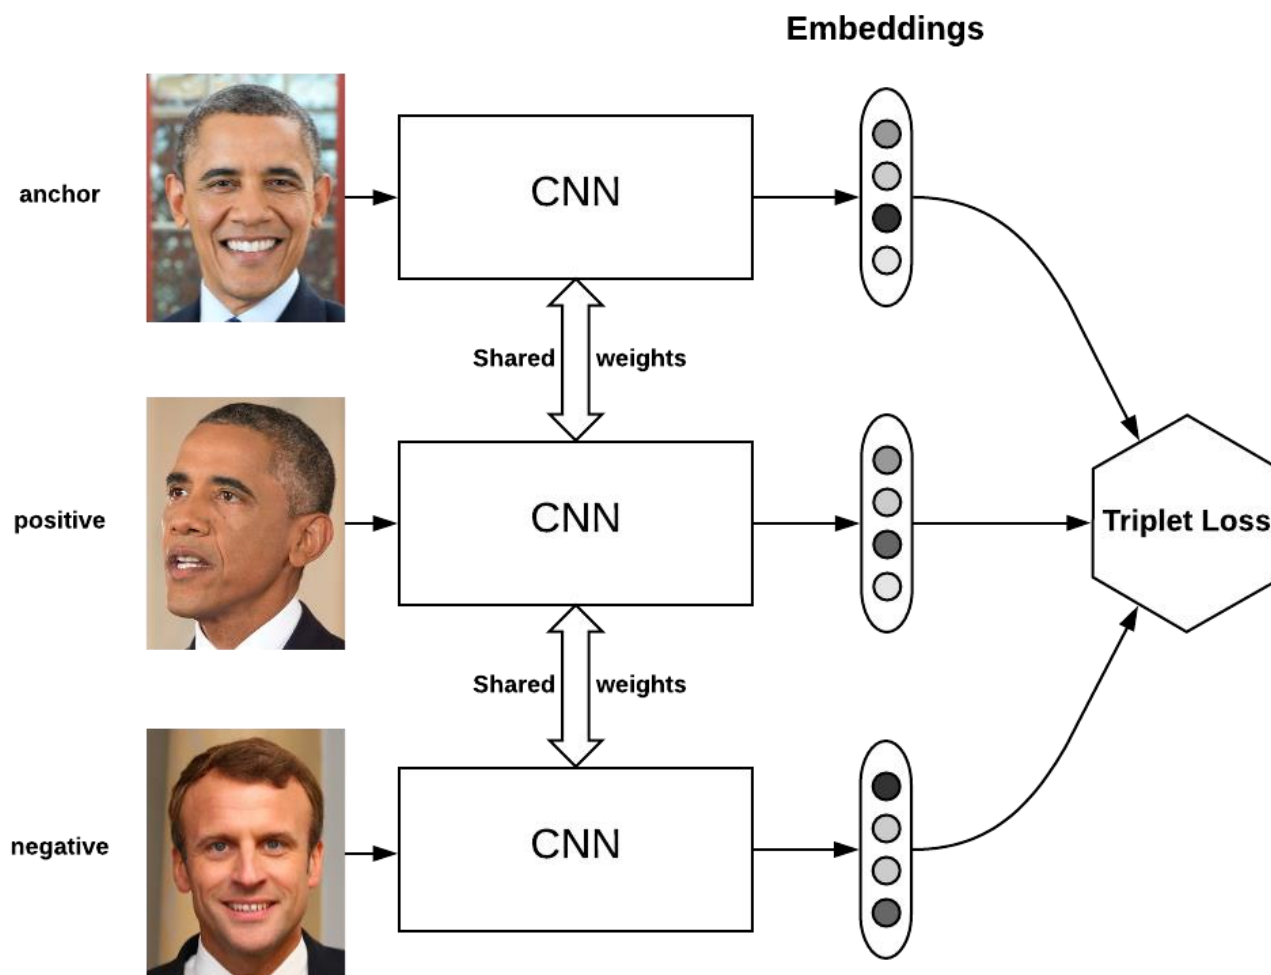 Embeddings
anchor
CNN
Shared weights
positive
CNN
Triplet Loss
Shared weights
negative
CNN